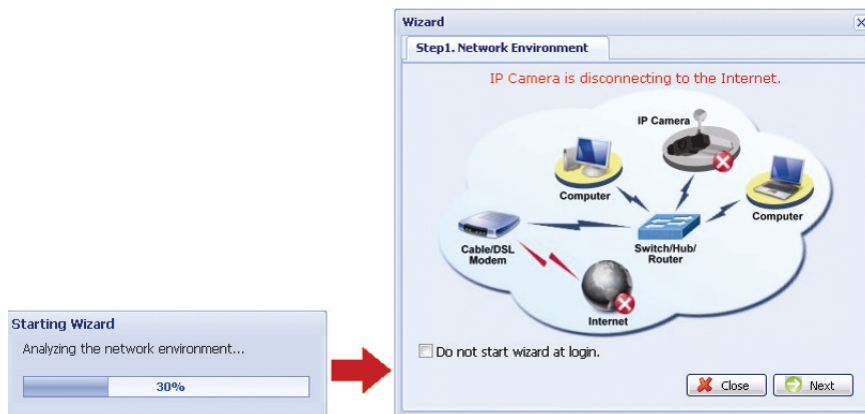 Starting Wizard
Analyzing the network environment...
30%
Wizard
Step1. Network Environment
IP Camera is disconnecting to the Internet.
IP Camera
Computer
Computer
Cable/DSL
Modem
Switch/Hub/
Router
Internet
Do not start wizard at login.
Close
Next